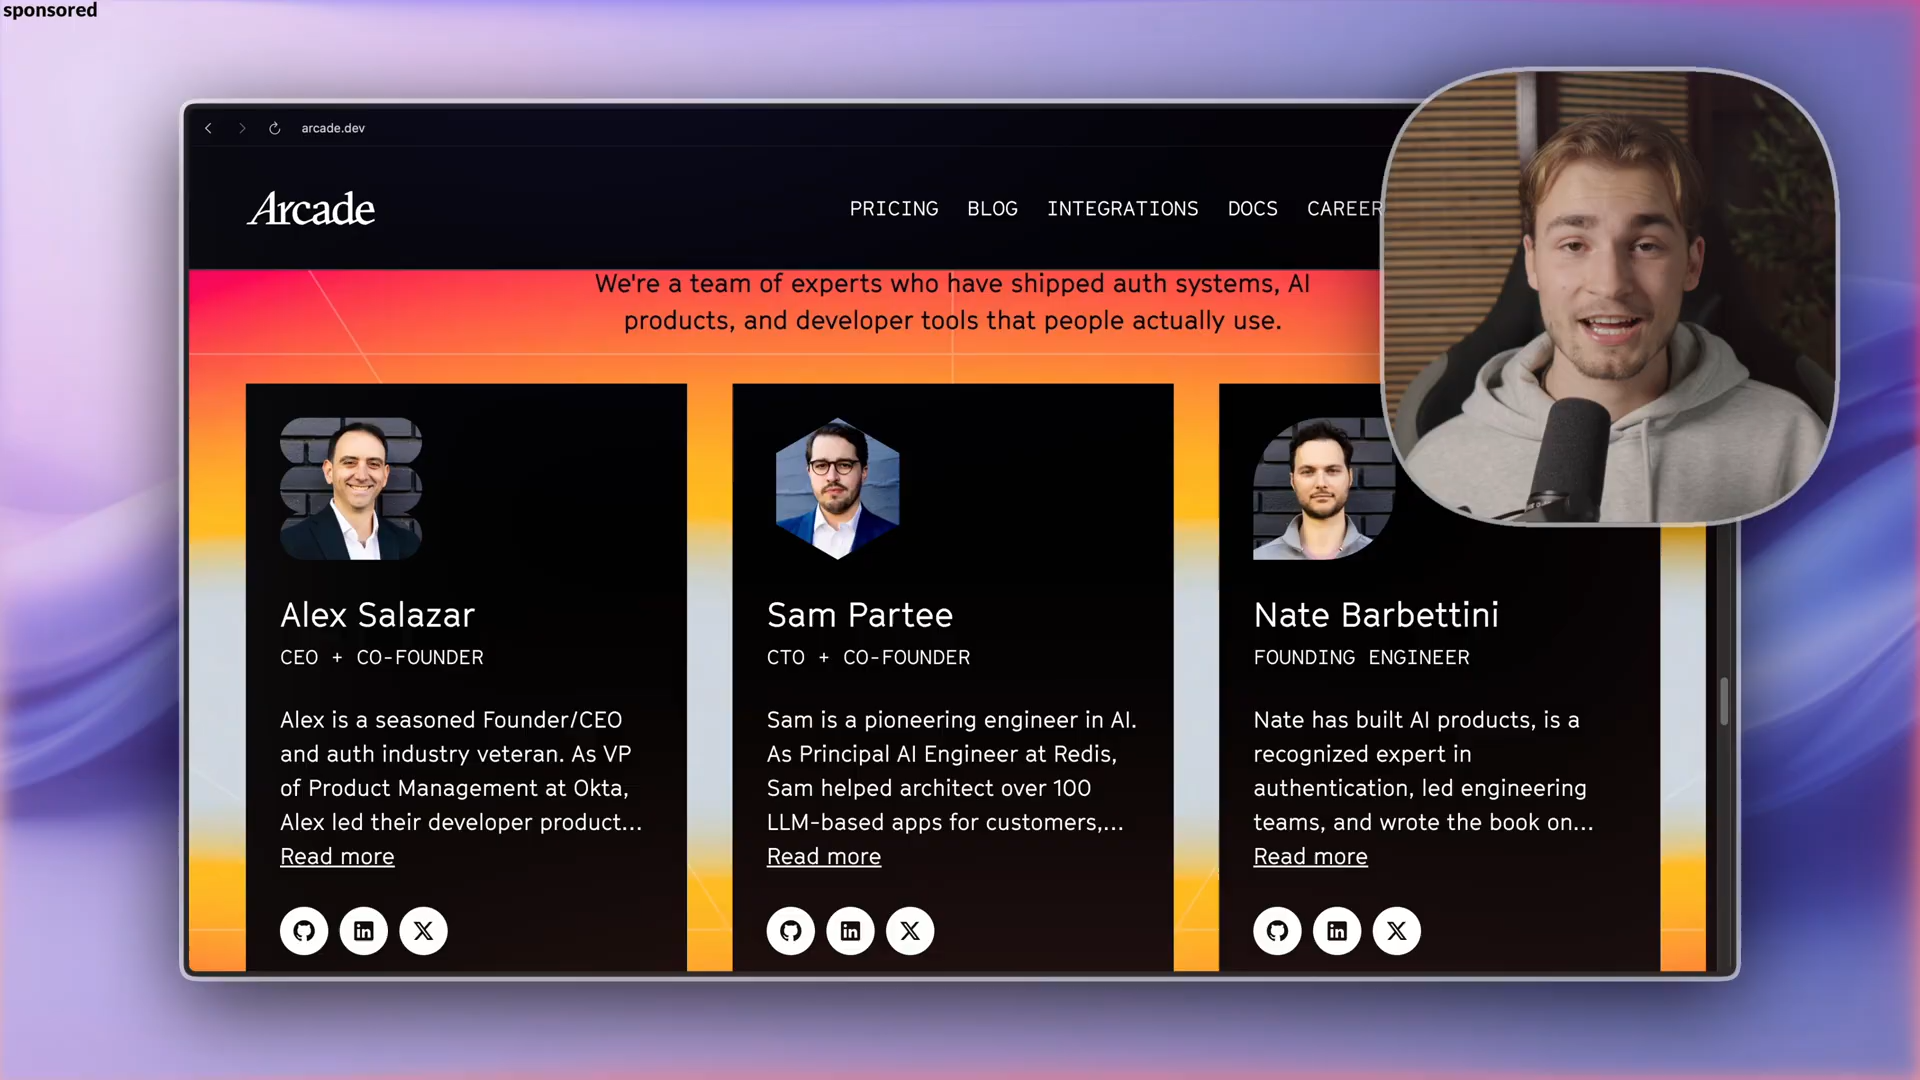 sponsored
arcade.dev
Arcade
PRICING BLOG INTEGRATIONS DOCS CAREER
We're a team of experts who have shipped auth systems, AI
products, and developer tools that people actually use.
Alex Salazar
CEO + CO-FOUNDER
Alex is a seasoned Founder/CEO
and auth industry veteran. As VP
of Product Management at Okta,
Alex led their developer product...
Read more
Sam Partee
CTO + CO-FOUNDER
Sam is a pioneering engineer in AI.
As Principal AI Engineer at Redis,
Sam helped architect over 100
LLM-based apps for customers,...
Read more
Nate Barbettini
FOUNDING ENGINEER
Nate has built AI products, is a
recognized expert in
authentication, led engineering
teams, and wrote the book on...
Read more